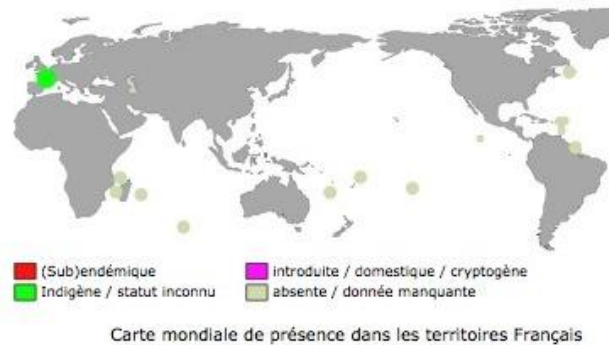 (Sub)endémique
introduite / domestique / cryptogène
Indigène / statut inconnu
absente / donnée manquante
Carte mondiale de présence dans les territoires Français